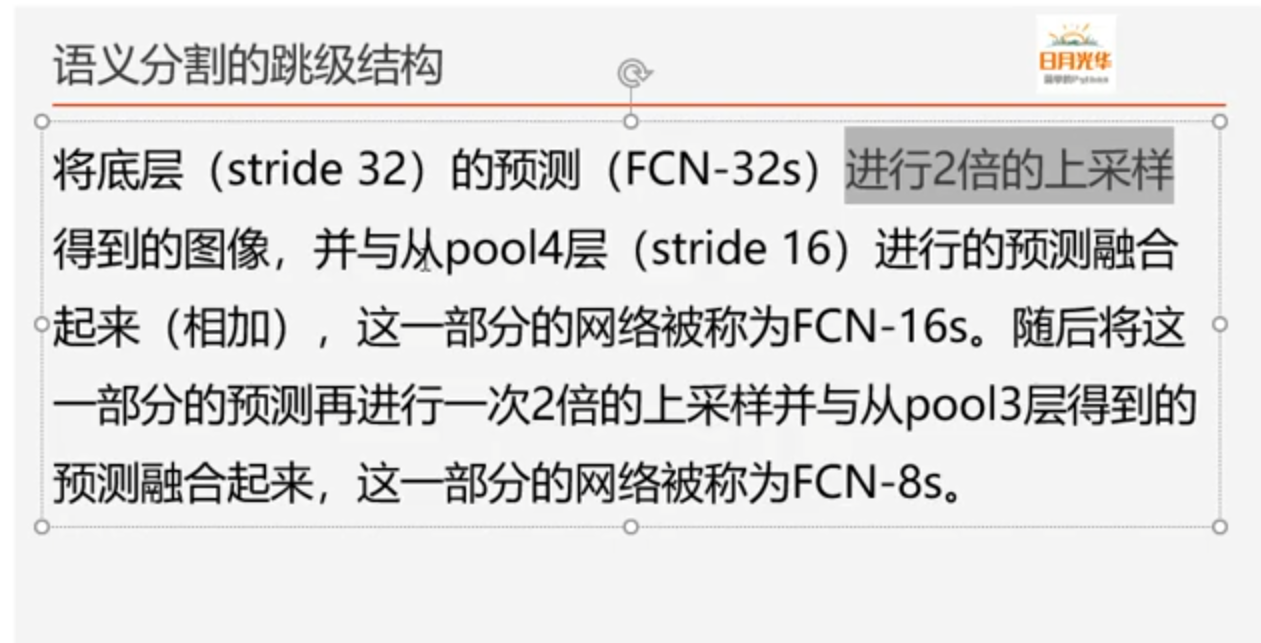 语义分割的跳级结构
日月光华
将底层（stride 32）的预测（FCN-32s）进行2倍的上采样
得到的图像，并与从pool4层（stride 16）进行的预测融合
起来（相加），这一部分的网络被称为FCN-16s。随后将这
一部分的预测再进行一次2倍的上采样并与从pool3层得到的
预测融合起来，这一部分的网络被称为FCN-8s。